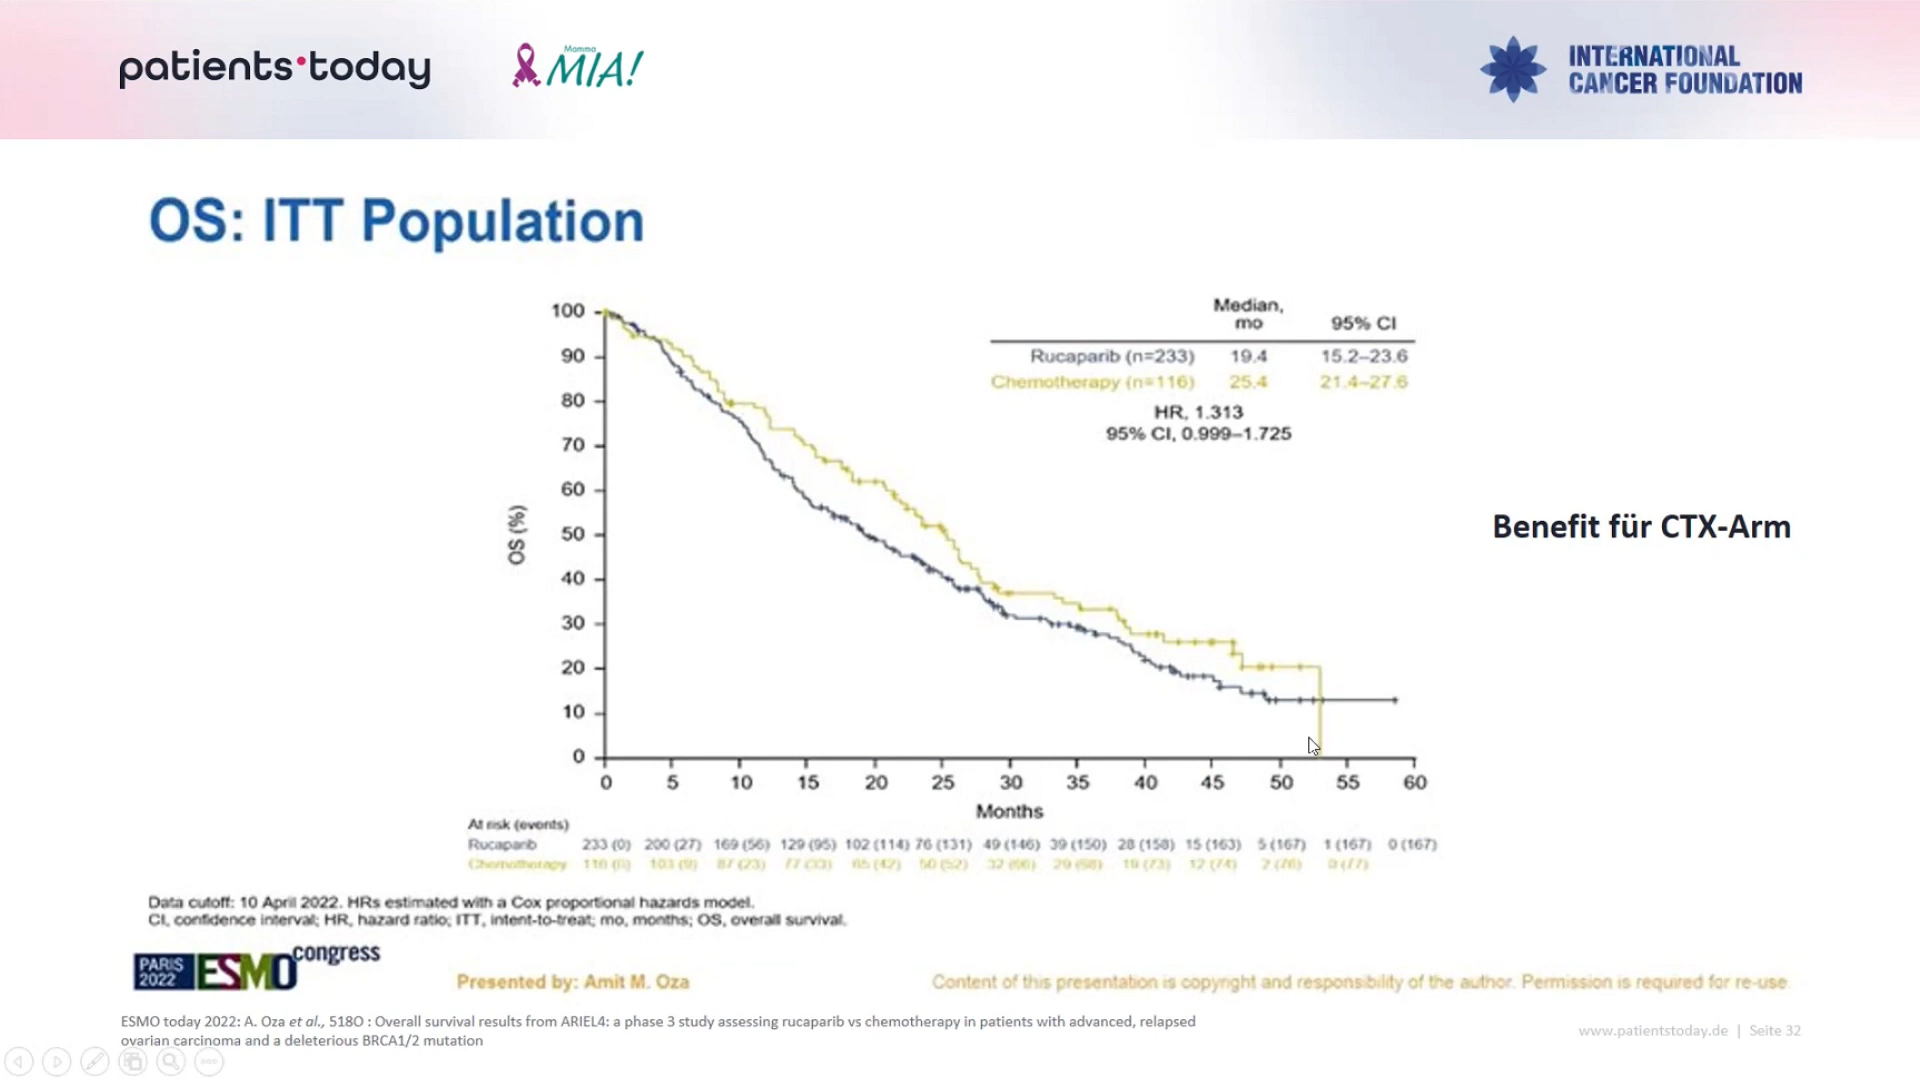 patients•today
Mamma
MIA!
INTERNATIONAL
CANCER FOUNDATION
OS: ITT Population
Median,
mo 95% CI
Rucaparib (n=233) 19.4 15.2–23.6
Chemotherapy (n=116) 25.4 21.4–27.6
HR, 1.313
95% CI, 0.999–1.725
Benefit für CTX-Arm
OS (%)
100
90
80
70
60
50
40
30
20
10
0
0 5 10 15 20 25 30 35 40 45 50 55 60
Months
At risk (events)
Rucaparib 233 (0) 200 (27) 169 (56) 129 (95) 102 (114) 76 (131) 49 (146) 39 (150) 28 (158) 15 (163) 5 (167) 1 (167) 0 (167)
Chemotherapy 116 (0) 103 (9) 87 (23) 77 (33) 65 (42) 50 (52) 32 (66) 29 (68) 19 (73) 12 (74) 2 (76) 0 (77)
Data cutoff: 10 April 2022. HRs estimated with a Cox proportional hazards model.
CI, confidence interval; HR, hazard ratio; ITT, intent-to-treat; mo, months; OS, overall survival.
PARIS
2022
ESMO congress
Presented by: Amit M. Oza
Content of this presentation is copyright and responsibility of the author. Permission is required for re-use.
ESMO today 2022: A. Oza et al., 518O : Overall survival results from ARIEL4: a phase 3 study assessing rucaparib vs chemotherapy in patients with advanced, relapsed
ovarian carcinoma and a deleterious BRCA1/2 mutation
www.patientstoday.de | Seite 32